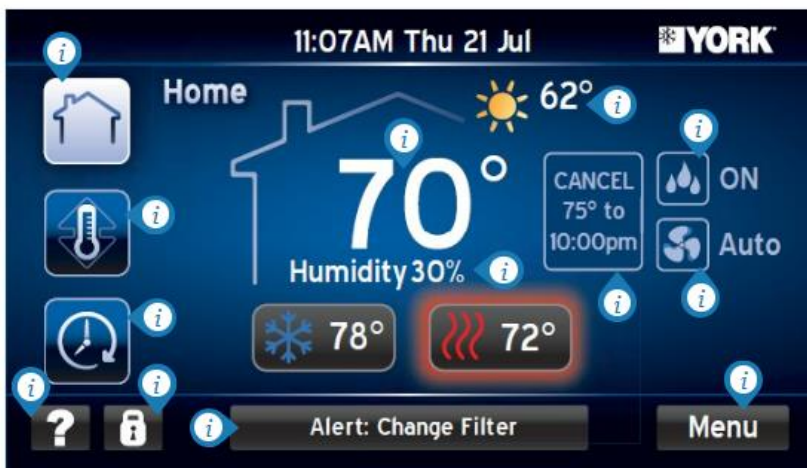 11:07AM Thu 21 Jul
YORK
Home
62°
70°
Humidity 30%
CANCEL
75° to
10:00pm
ON
Auto
78°
72°
?
Alert: Change Filter
Menu
i
i
i
i
i
i
i
i
i
i
i
i
i